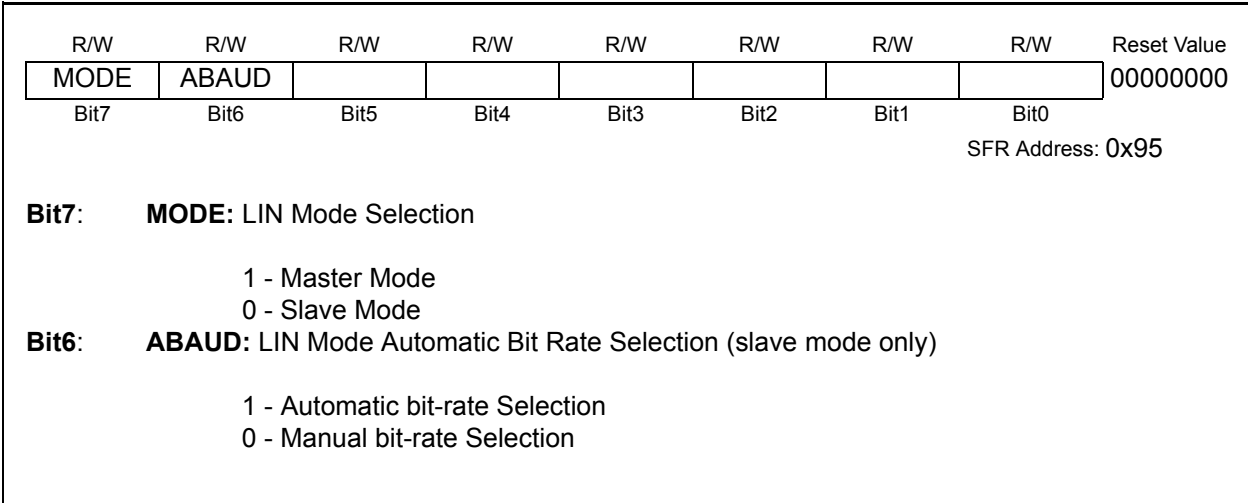 R/W R/W R/W R/W R/W R/W R/W R/W Reset Value
MODE ABAUD 00000000
Bit7 Bit6 Bit5 Bit4 Bit3 Bit2 Bit1 Bit0
SFR Address: 0x95
Bit7: MODE: LIN Mode Selection
1 - Master Mode
0 - Slave Mode
Bit6: ABAUD: LIN Mode Automatic Bit Rate Selection (slave mode only)
1 - Automatic bit-rate Selection
0 - Manual bit-rate Selection